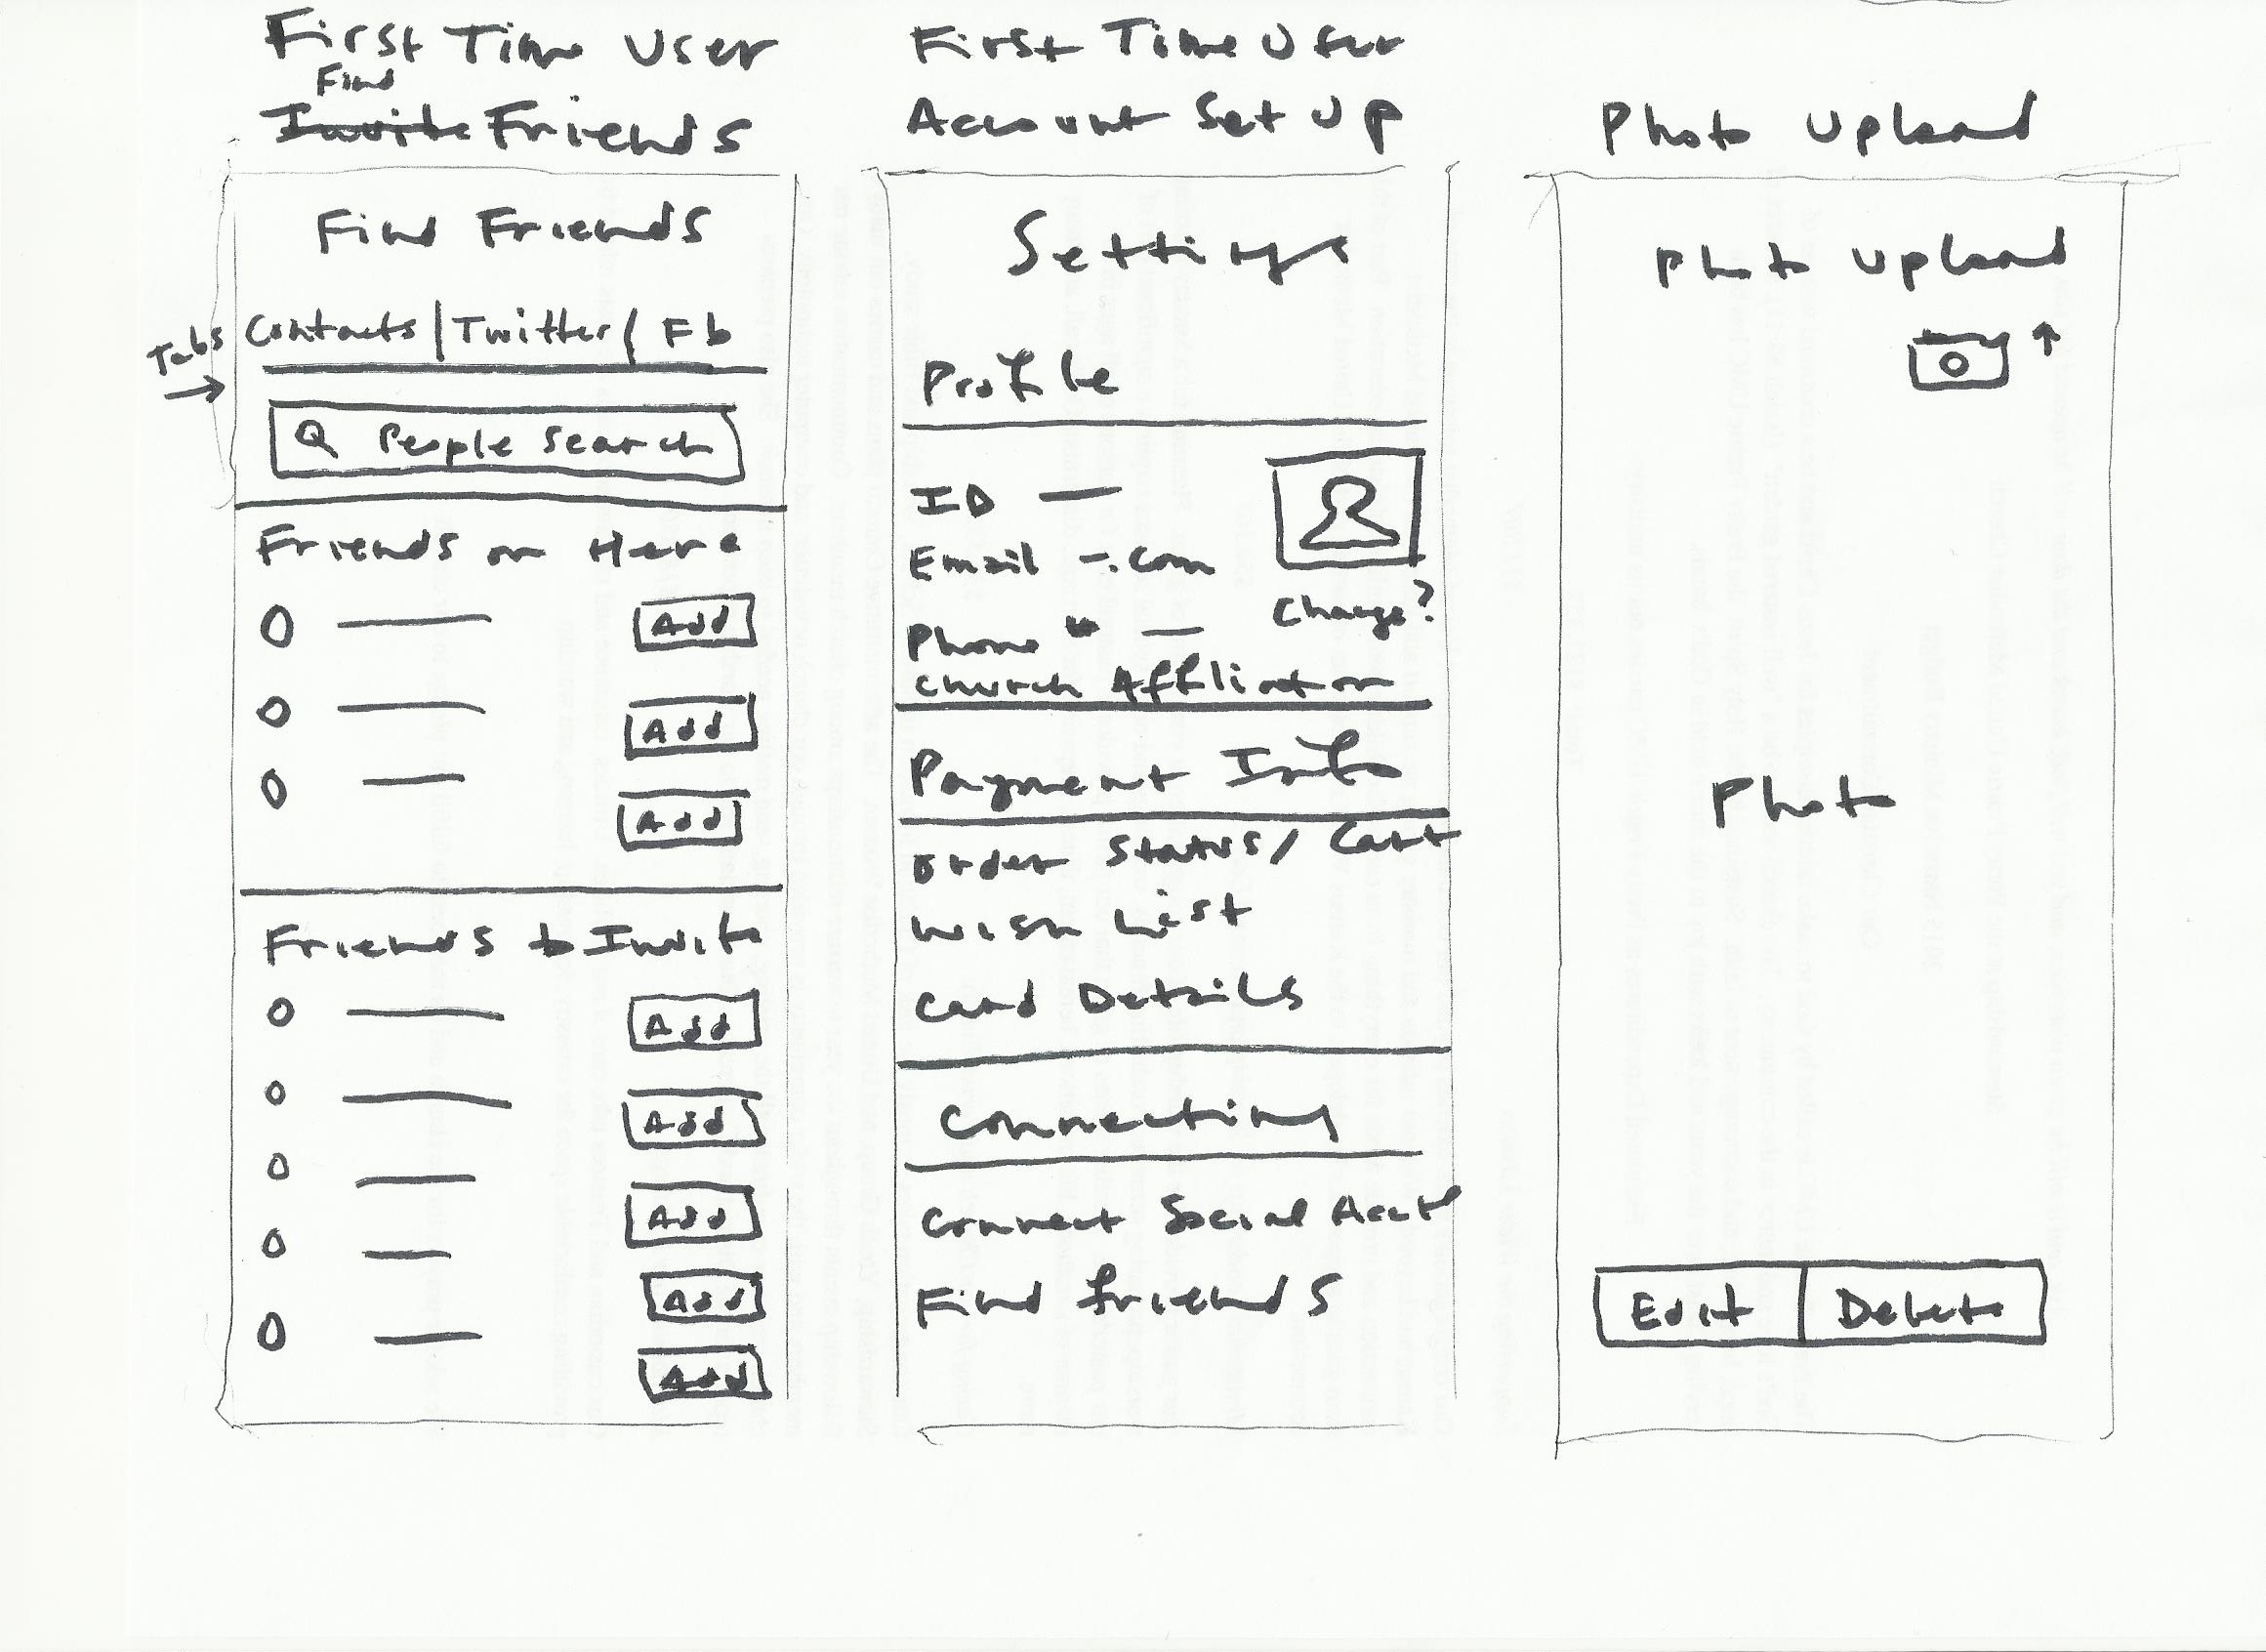 First Time User
Find
Invite Friends
Find Friends
Tabs
Contacts | Twitter / Fb
People Search
Friends on Here
Add
Add
Add
Friends to Invite
Add
Add
Add
Add
Add
First Time User
Account Set Up
Settings
Profile
ID
Email -.com
Change?
Phone #
Church Affliation
Payment Info
Order Status/ Cart
Wish List
Card Details
Connecting
Connect Social Acct
Find friends
Photo Upload
Photo Upload
Photo
Edit | Delete